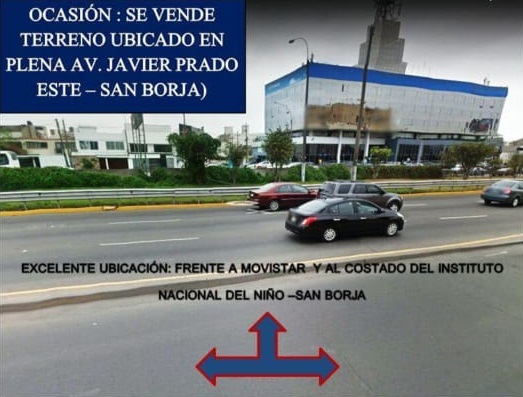 OCASIÓN : SE VENDE
TERRENO UBICADO EN
PLENA AV. JAVIER PRADO
ESTE – SAN BORJA)
EXCELENTE UBICACIÓN: FRENTE A MOVISTAR Y AL COSTADO DEL INSTITUTO
NACIONAL DEL NIÑO –SAN BORJA